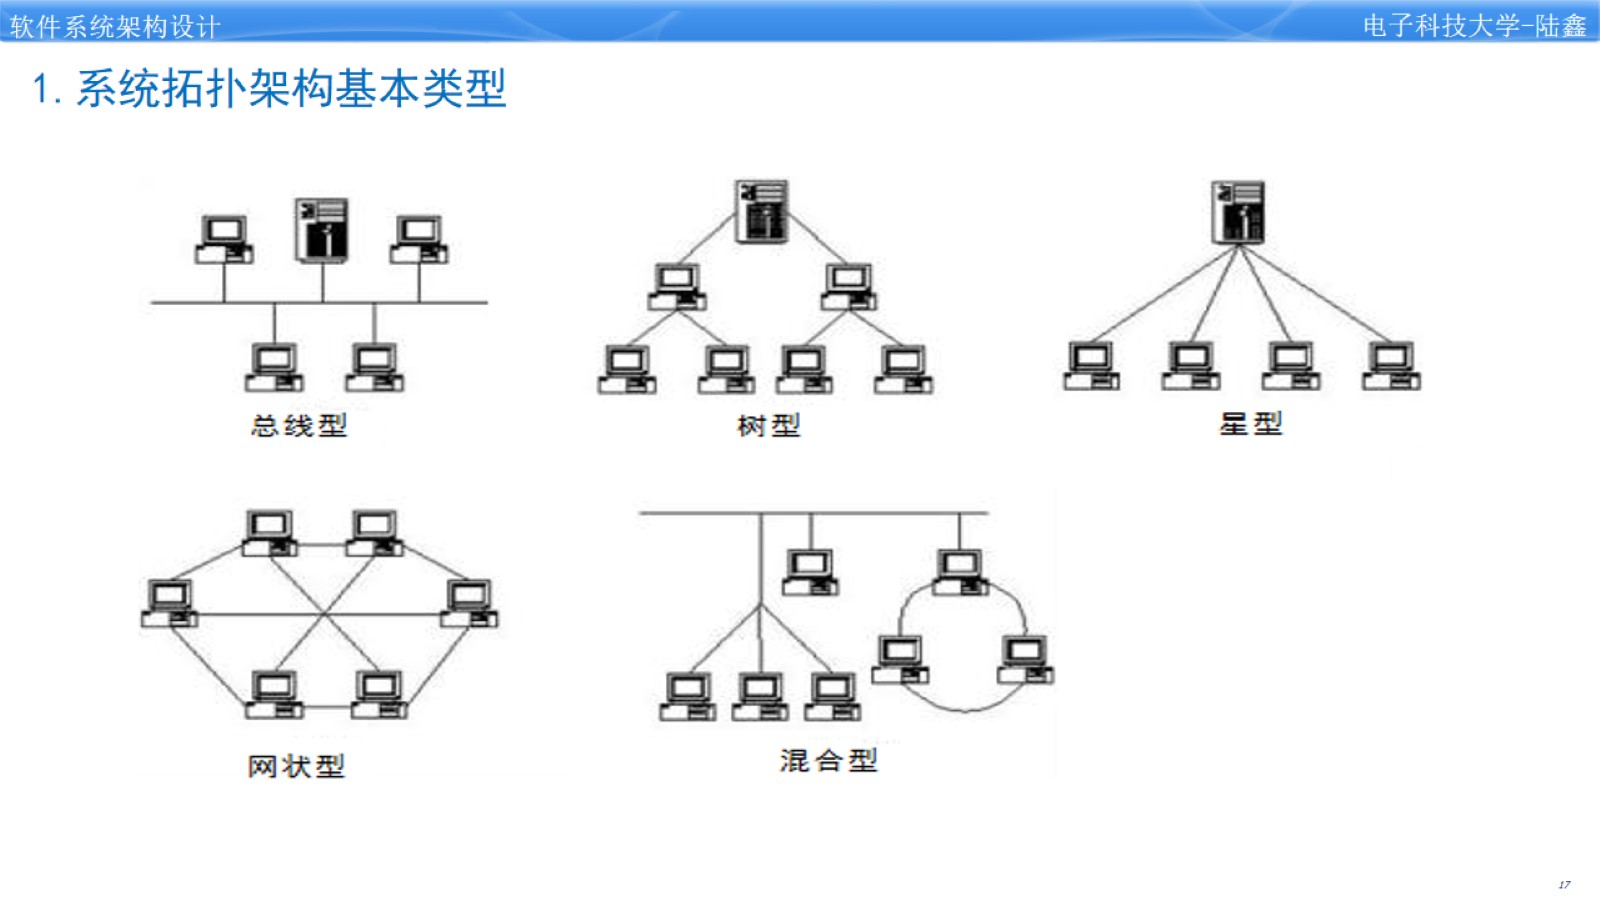 软件系统架构设计
电子科技大学-陆鑫
1.系统拓扑架构基本类型
总线型
树型
星型
网状型
混合型
17